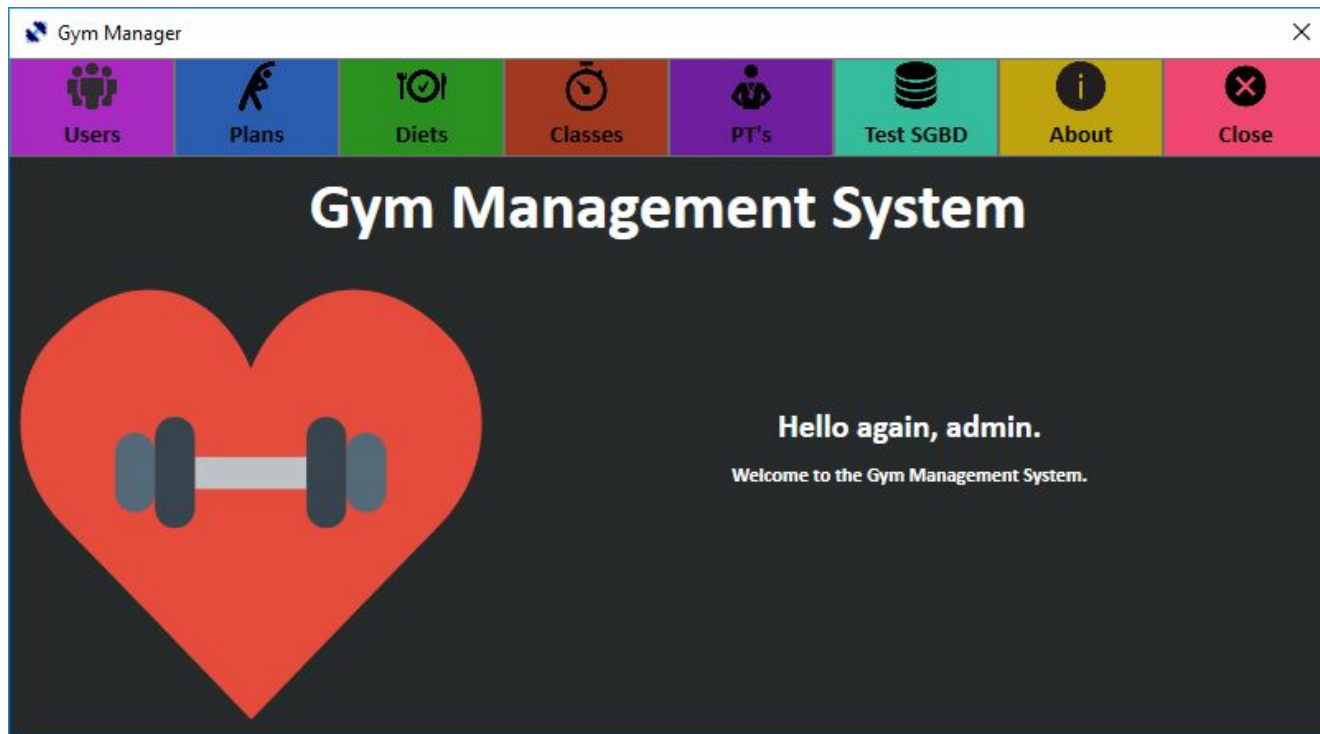 Gym Manager
Users Plans Diets Classes PT's Test SGBD About Close
Gym Management System
Hello again, admin.
Welcome to the Gym Management System.